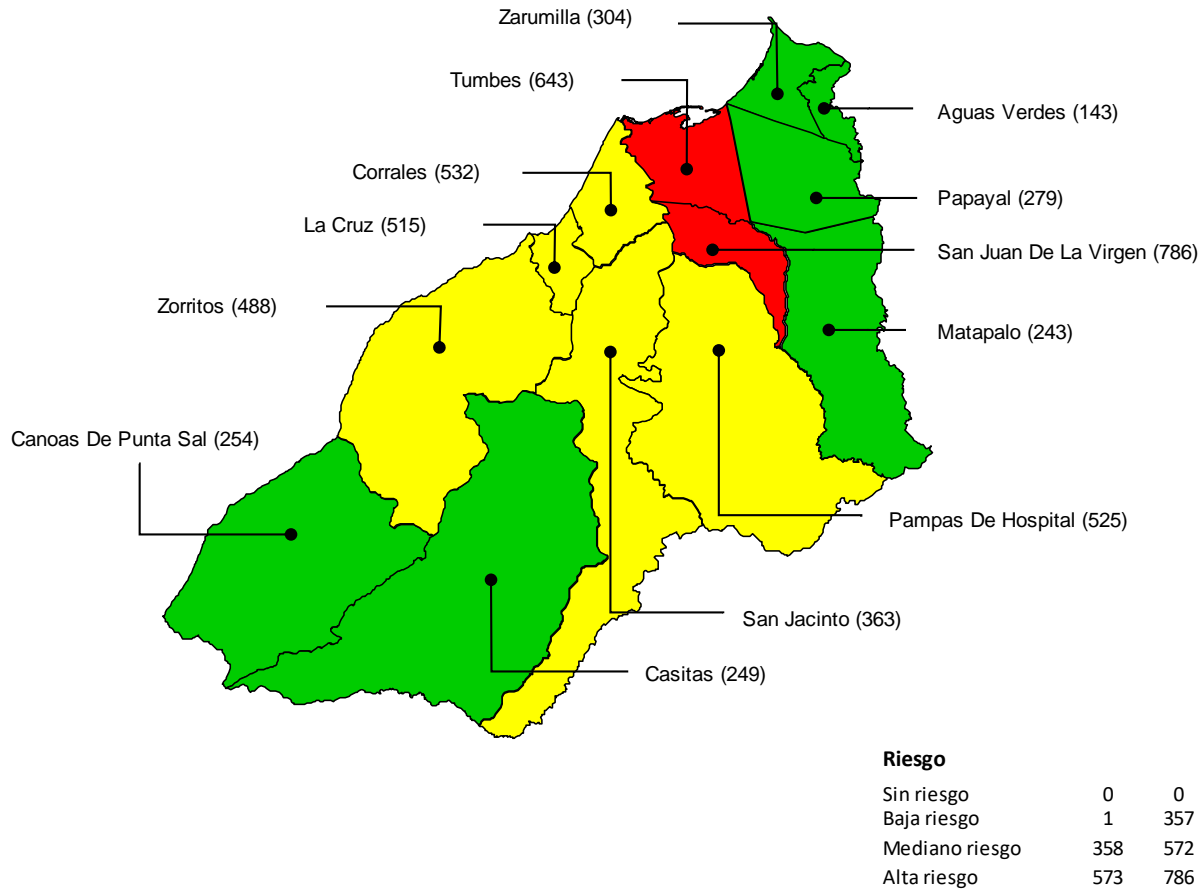 Zarumilla (304)
Tumbes (643)
Aguas Verdes (143)
Corrales (532)
Papayal (279)
La Cruz (515)
San Juan De La Virgen (786)
Zorritos (488)
Matapalo (243)
Canoas De Punta Sal (254)
Pampas De Hospital (525)
San Jacinto (363)
Casitas (249)
Riesgo
Sin riesgo 0 0
Baja riesgo 1 357
Mediano riesgo 358 572
Alta riesgo 573 786